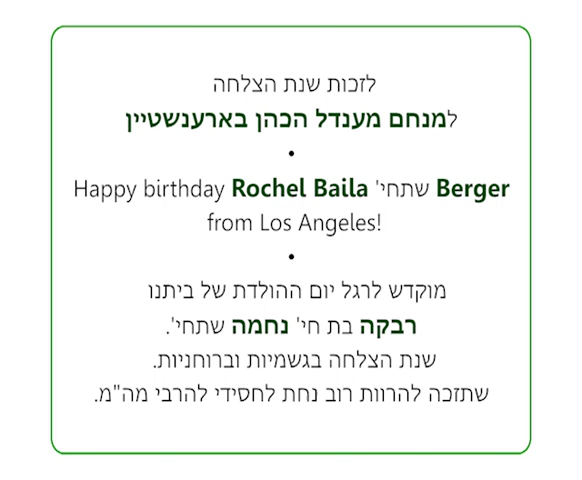 לזכות שנת הצלחה
למנחם מענדל הכהן בארענשטיין
•
Happy birthday Rochel Baila שתחי' Berger
from Los Angeles!
•
מוקדש לרגל יום ההולדת של ביתנו
רבקה בת חי' נחמה שתחי'.
שנת הצלחה בגשמיות וברוחניות.
שתזכה להרוות רוב נחת לחסידי להרבי מה"מ.